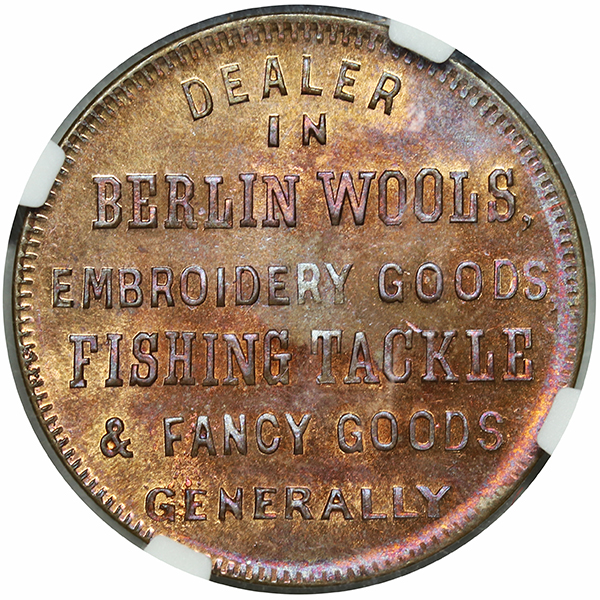 DEALER
IN
BERLIN WOOLS,
EMBROIDERY GOODS
FISHING TACKLE
& FANCY GOODS
GENERALLY